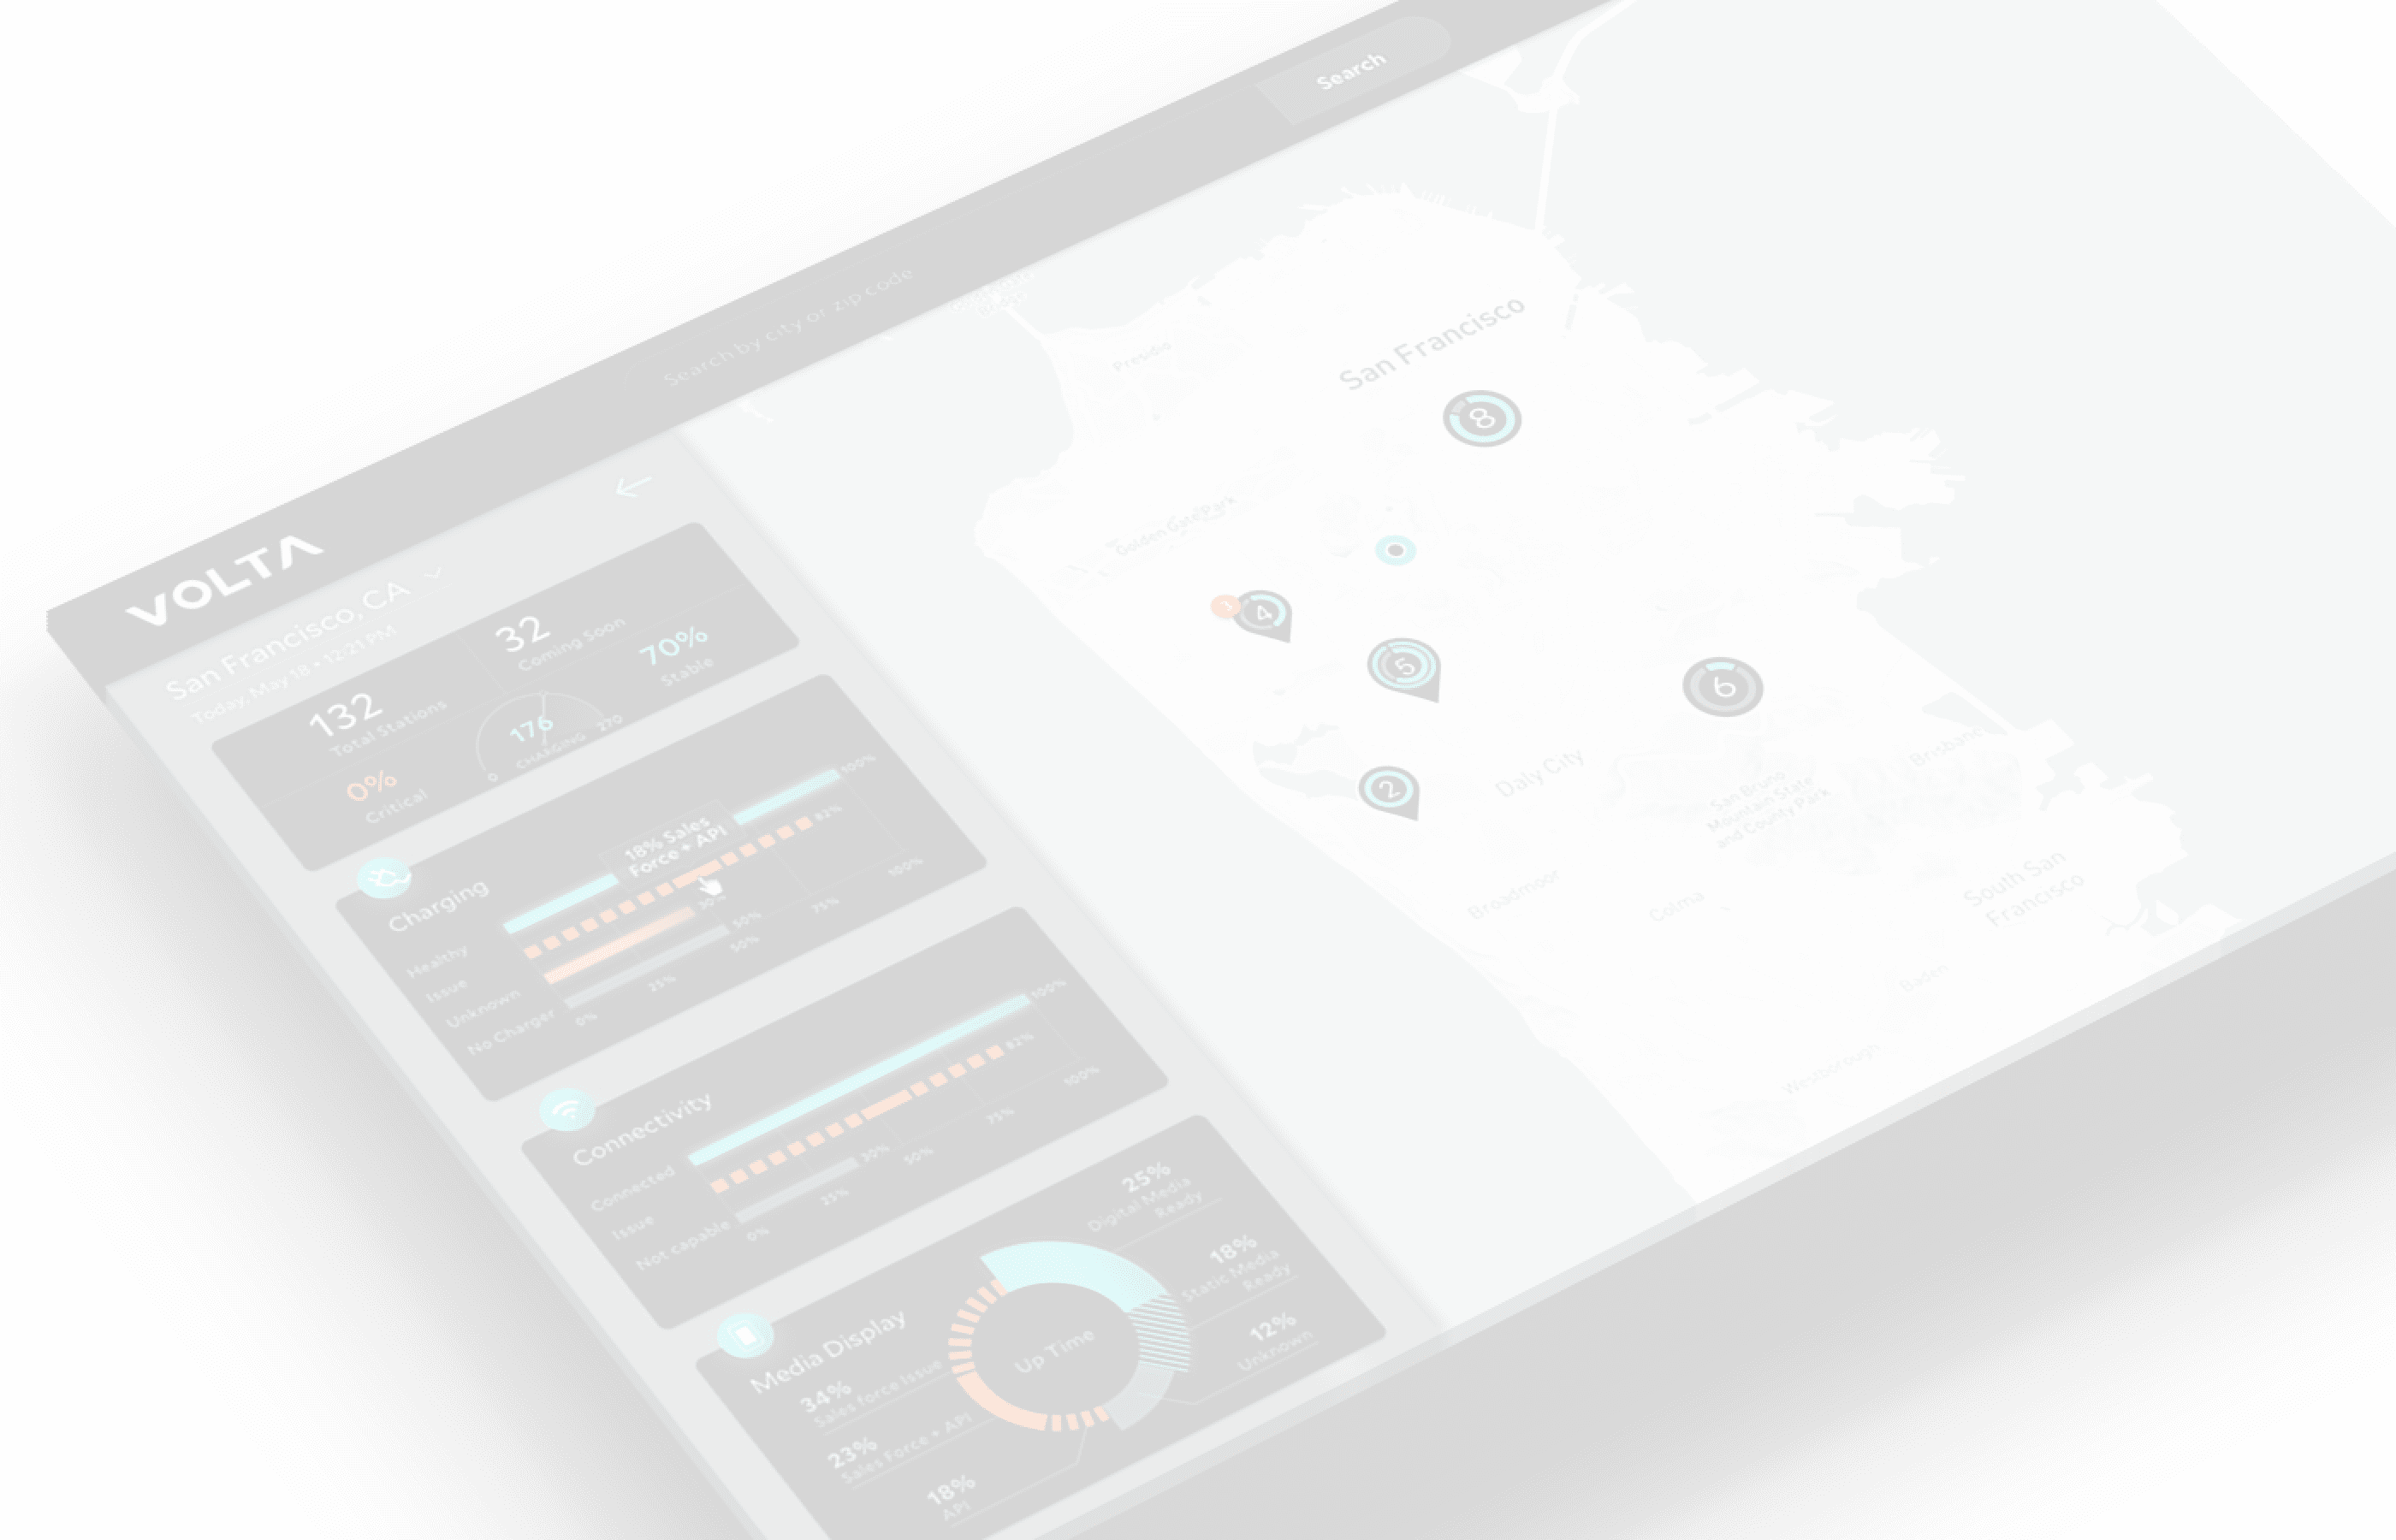 Search
Search by city or zip code
VOLTA
San Francisco, CA
Today, May 18 • 12:21 PM
132
Total Stations
32
Coming Soon
0%
Critical
176
CHARGING
0
270
70%
Stable
Charging
18% Sales
Force + API
Healthy
100%
Issue
82%
Unknown
30%
No Charger
50%
0%
25%
50%
75%
100%
Connectivity
Connected
100%
Issue
82%
Not capable
30%
0%
25%
50%
75%
100%
Media Display
Up Time
25%
Digital Media
Ready
18%
Static Media
Ready
12%
Unknown
34%
Sales force Issue
23%
Sales Force + API
18%
API
San Francisco
Presidio
Golden Gate Park
8
3
4
5
6
2
Daly City
Brisbane
San Bruno
Mountain State
and County Park
Broadmoor
Colma
South San
Francisco
Baden
Westborough